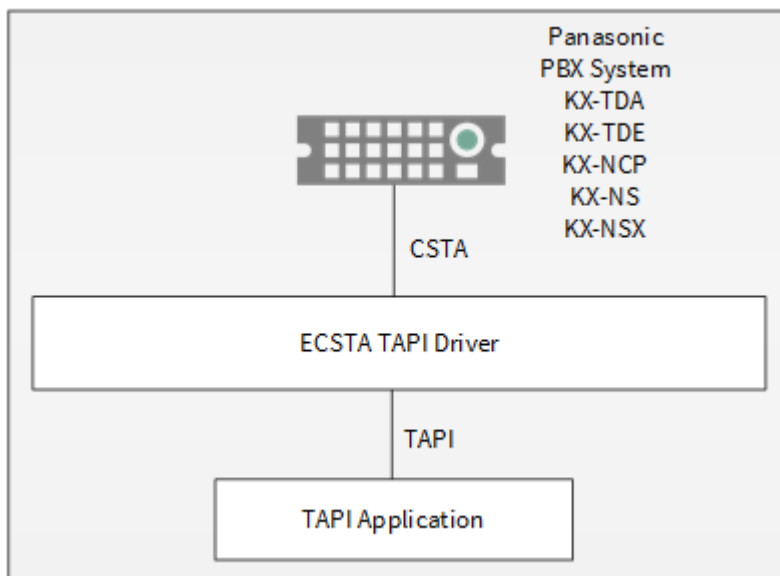 Panasonic
PBX System
KX-TDA
KX-TDE
KX-NCP
KX-NS
KX-NSX
CSTA
ECSTA TAPI Driver
TAPI
TAPI Application